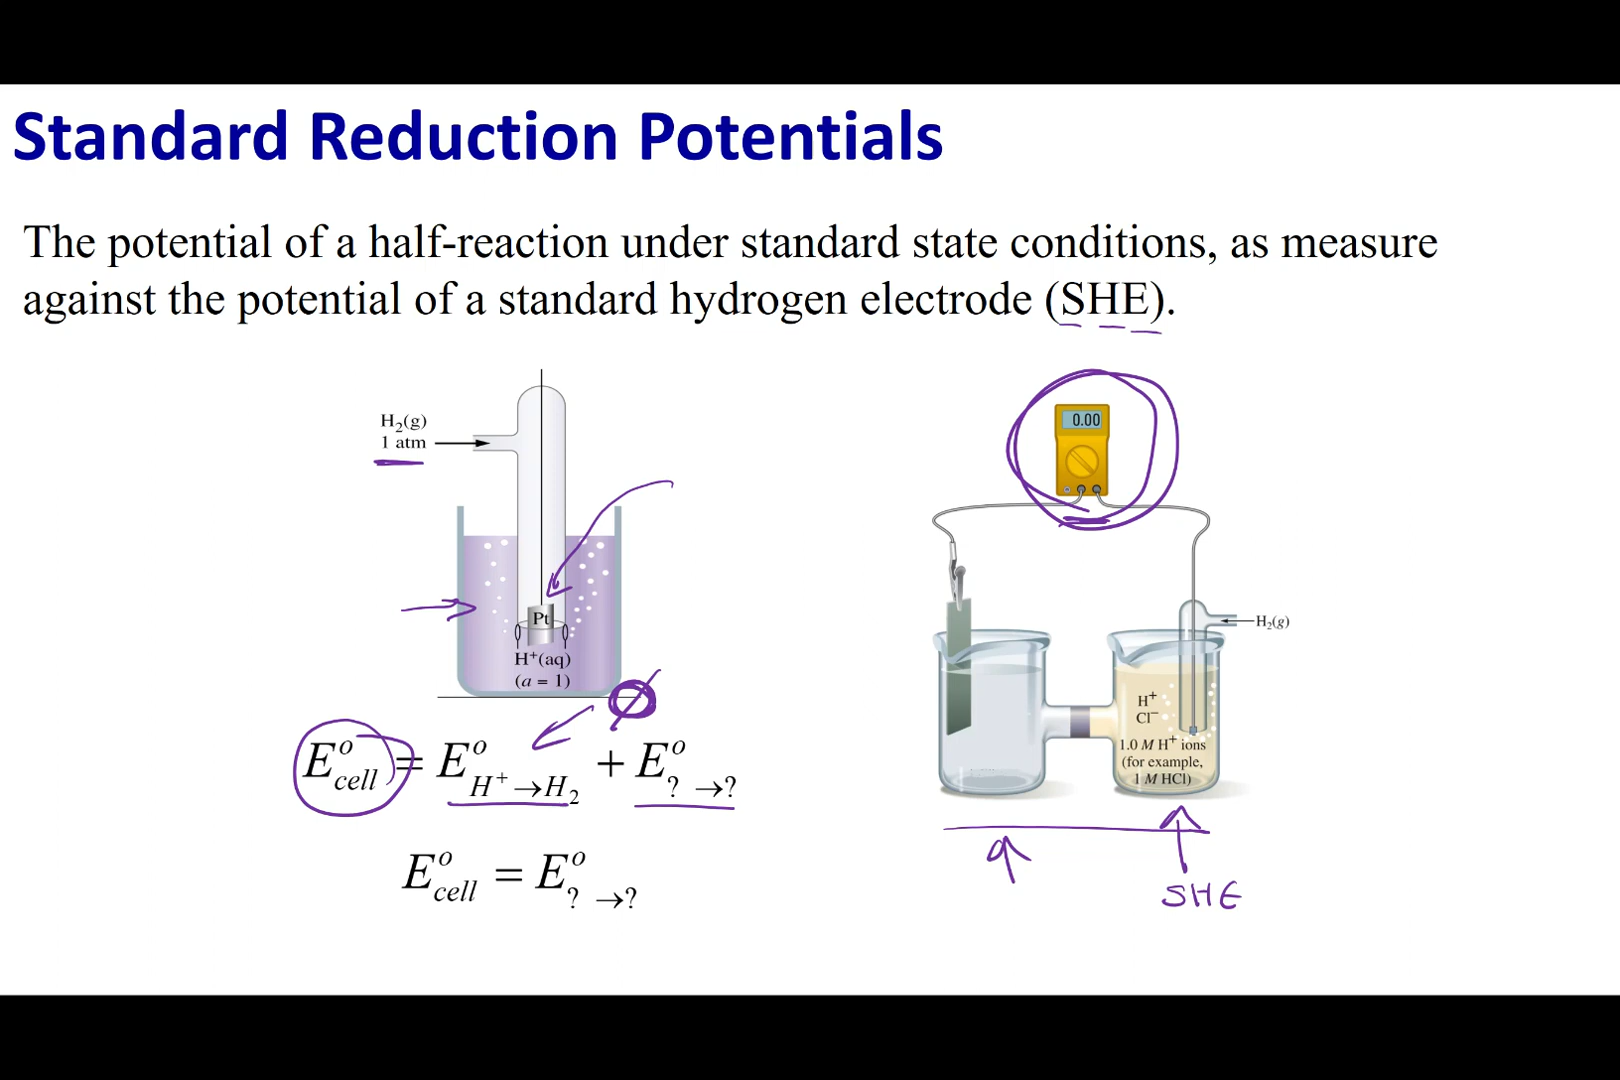 Standard Reduction Potentials
The potential of a half-reaction under standard state conditions, as measure
against the potential of a standard hydrogen electrode (SHE).
H₂(g)
1 atm
Pt
H⁺(aq)
(a = 1)
Ø
E°cell = E°H⁺→H₂ + E°?→?
E°cell = E°?→?
0.00
H₂(g)
H⁺
Cl⁻
1.0 M H⁺ ions
(for example,
1 M HCl)
SHE